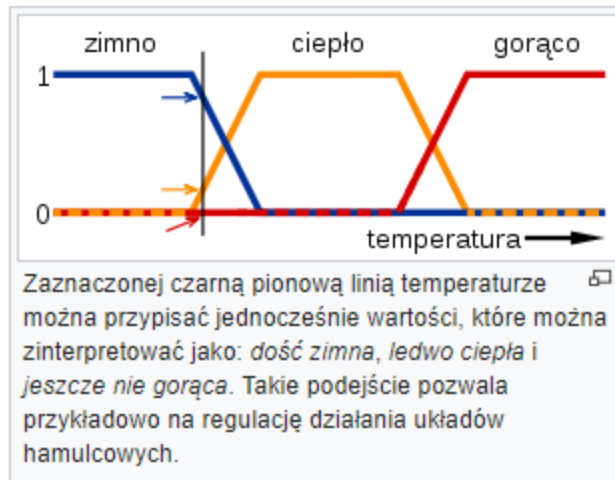 zimno ciepło gorąco
1
0
temperatura
Zaznaczonej czarną pionową linią temperaturze
można przypisać jednocześnie wartości, które można
zinterpretować jako: dość zimna, ledwo ciepła i
jeszcze nie gorąca. Takie podejście pozwala
przykładowo na regulację działania układów
hamulcowych.